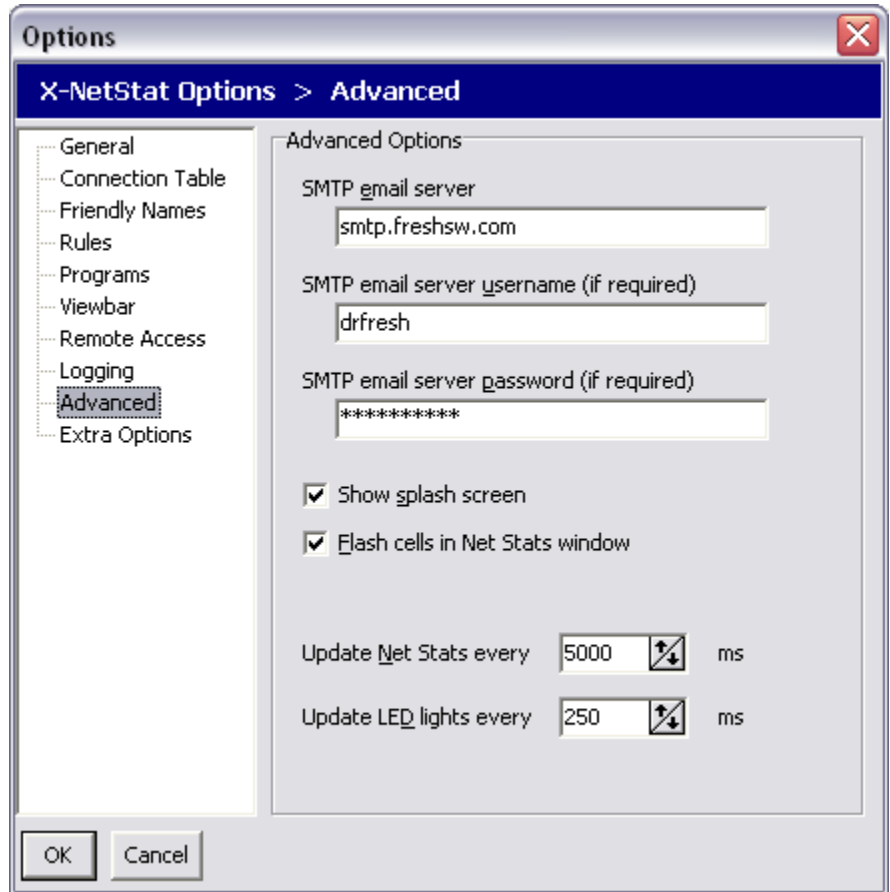 Options
X-NetStat Options > Advanced
General
Connection Table
Friendly Names
Rules
Programs
Viewbar
Remote Access
Logging
Advanced
Extra Options
Advanced Options
SMTP email server
smtp.freshsw.com
SMTP email server username (if required)
drfresh
SMTP email server password (if required)
**********
Show splash screen
Flash cells in Net Stats window
Update Net Stats every 5000 ms
Update LED lights every 250 ms
OK Cancel